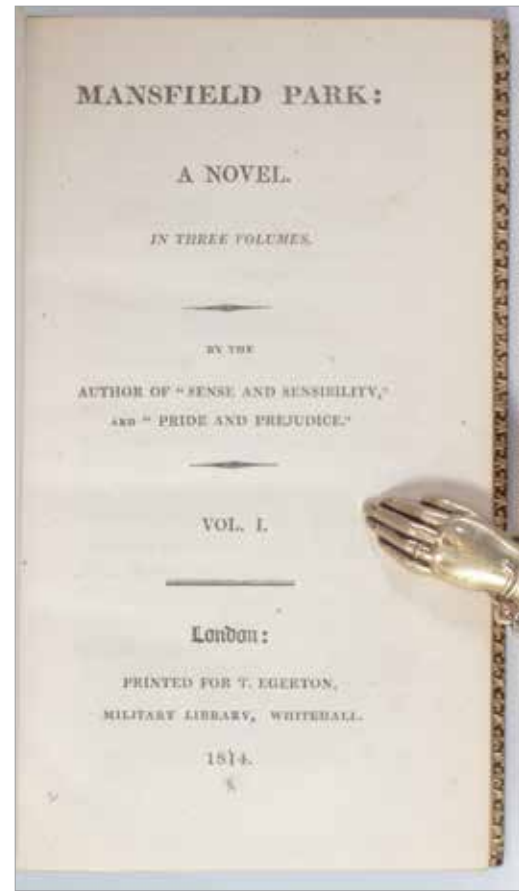 MANSFIELD PARK:
A NOVEL.
IN THREE VOLUMES.
BY THE
AUTHOR OF "SENSE AND SENSIBILITY,"
AND "PRIDE AND PREJUDICE."
VOL. I.
London:
PRINTED FOR T. EGERTON,
MILITARY LIBRARY, WHITEHALL.
1814.